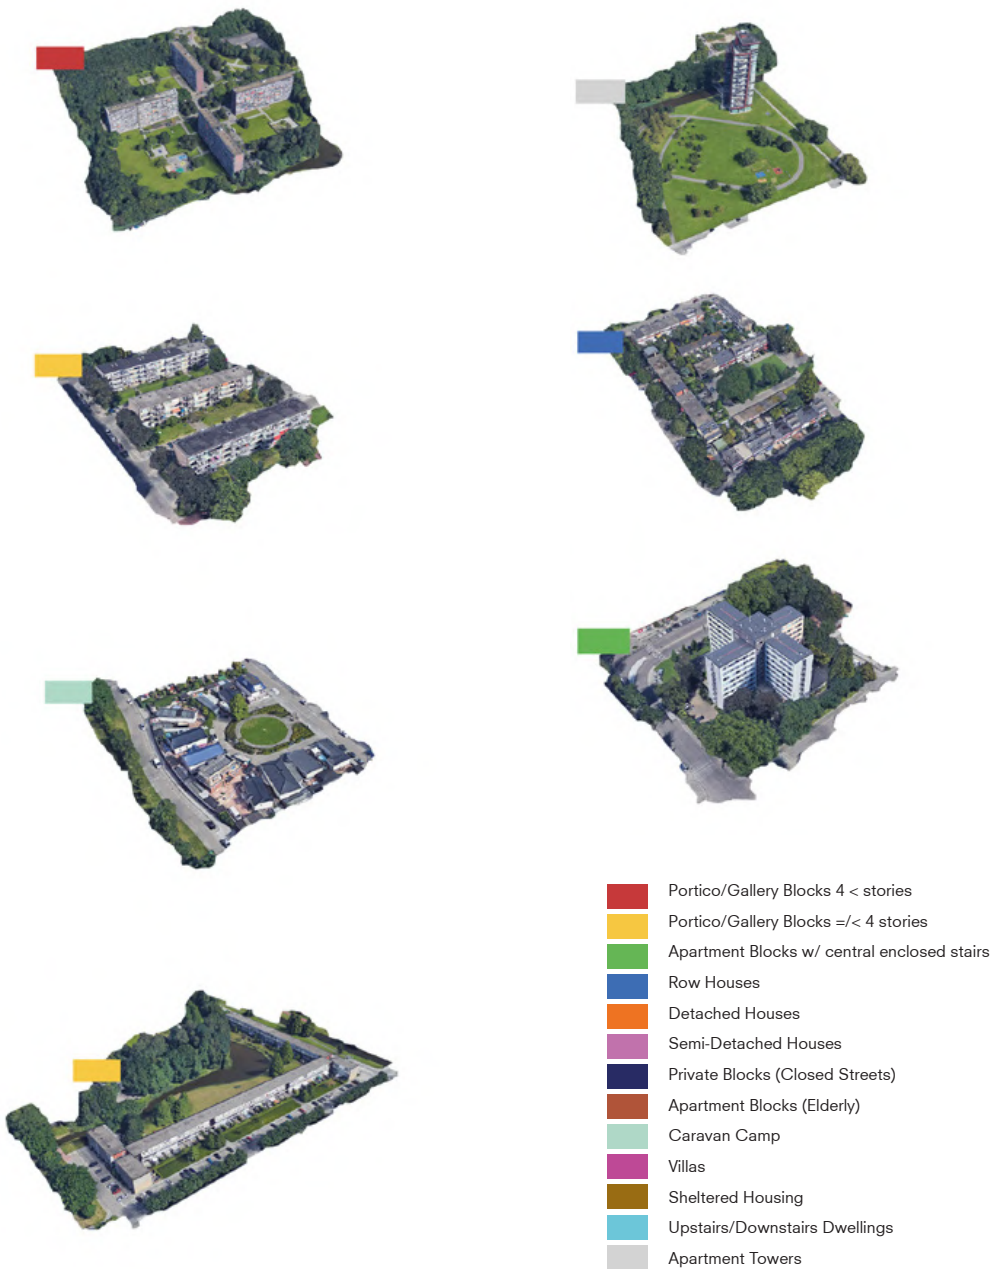 Portico/Gallery Blocks 4 < stories
Portico/Gallery Blocks =/< 4 stories
Apartment Blocks w/ central enclosed stairs
Row Houses
Detached Houses
Semi-Detached Houses
Private Blocks (Closed Streets)
Apartment Blocks (Elderly)
Caravan Camp
Villas
Sheltered Housing
Upstairs/Downstairs Dwellings
Apartment Towers